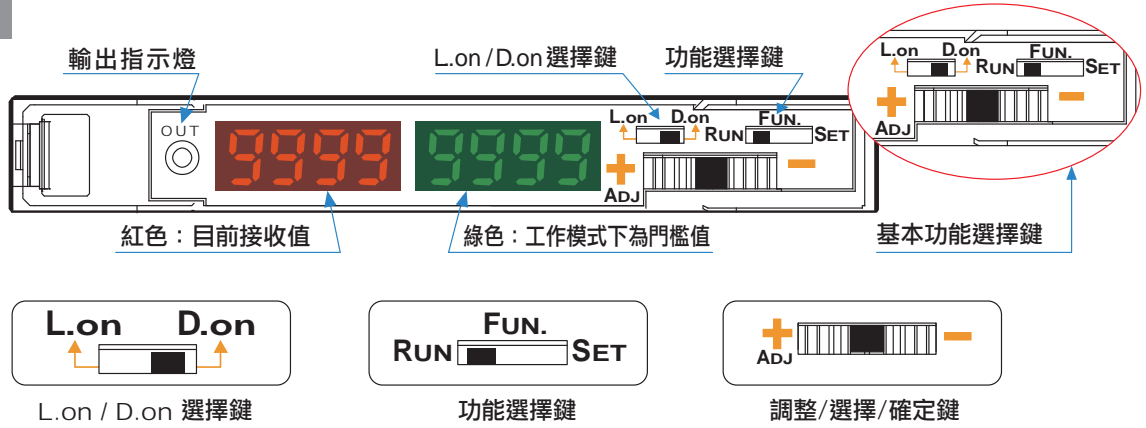 輸出指示燈
L.on / D.on 選擇鍵
功能選擇鍵
L.on D.on FUN.
RUN SET
ADJ
OUT
9999
9999
L.on D.on FUN.
RUN SET
ADJ
紅色：目前接收值
綠色：工作模式下為門檻值
基本功能選擇鍵
L.on D.on
FUN.
RUN SET
ADJ
L.on / D.on 選擇鍵
功能選擇鍵
調整/選擇/確定鍵